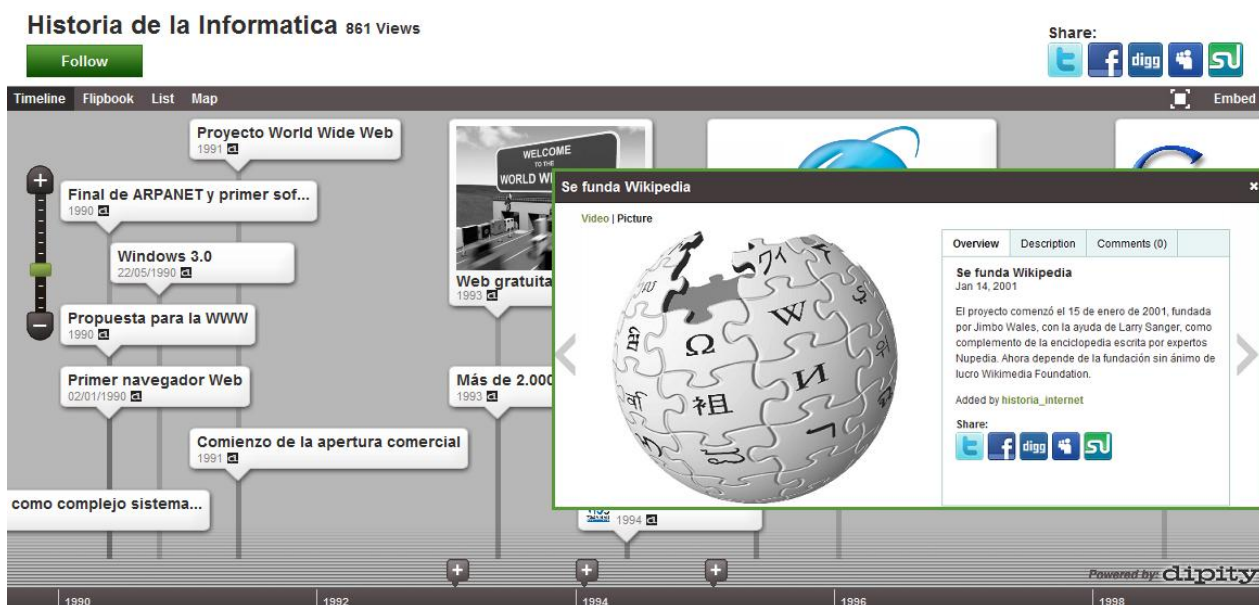 Historia de la Informatica 861 Views
Follow
Share:
digg
Timeline Flipbook List Map
Embed
Proyecto World Wide Web
1991
Final de ARPANET y primer sof...
1990
Windows 3.0
22/05/1990
Propuesta para la WWW
1990
Primer navegador Web
02/01/1990
Comienzo de la apertura comercial
1991
como complejo sistema...
WELCOME
TO THE
WORLD WI
Web gratuita
1993
Más de 2.000
1993
1994
Se funda Wikipedia
Video | Picture
Ω
W
И
祖
Overview Description Comments (0)
Se funda Wikipedia
Jan 14, 2001
El proyecto comenzó el 15 de enero de 2001, fundada
por Jimbo Wales, con la ayuda de Larry Sanger, como
complemento de la enciclopedia escrita por expertos
Nupedia. Ahora depende de la fundación sin ánimo de
lucro Wikimedia Foundation.
Added by historia_internet
Share:
digg
Powered by: dipity
1990 1992 1994 1996 1998